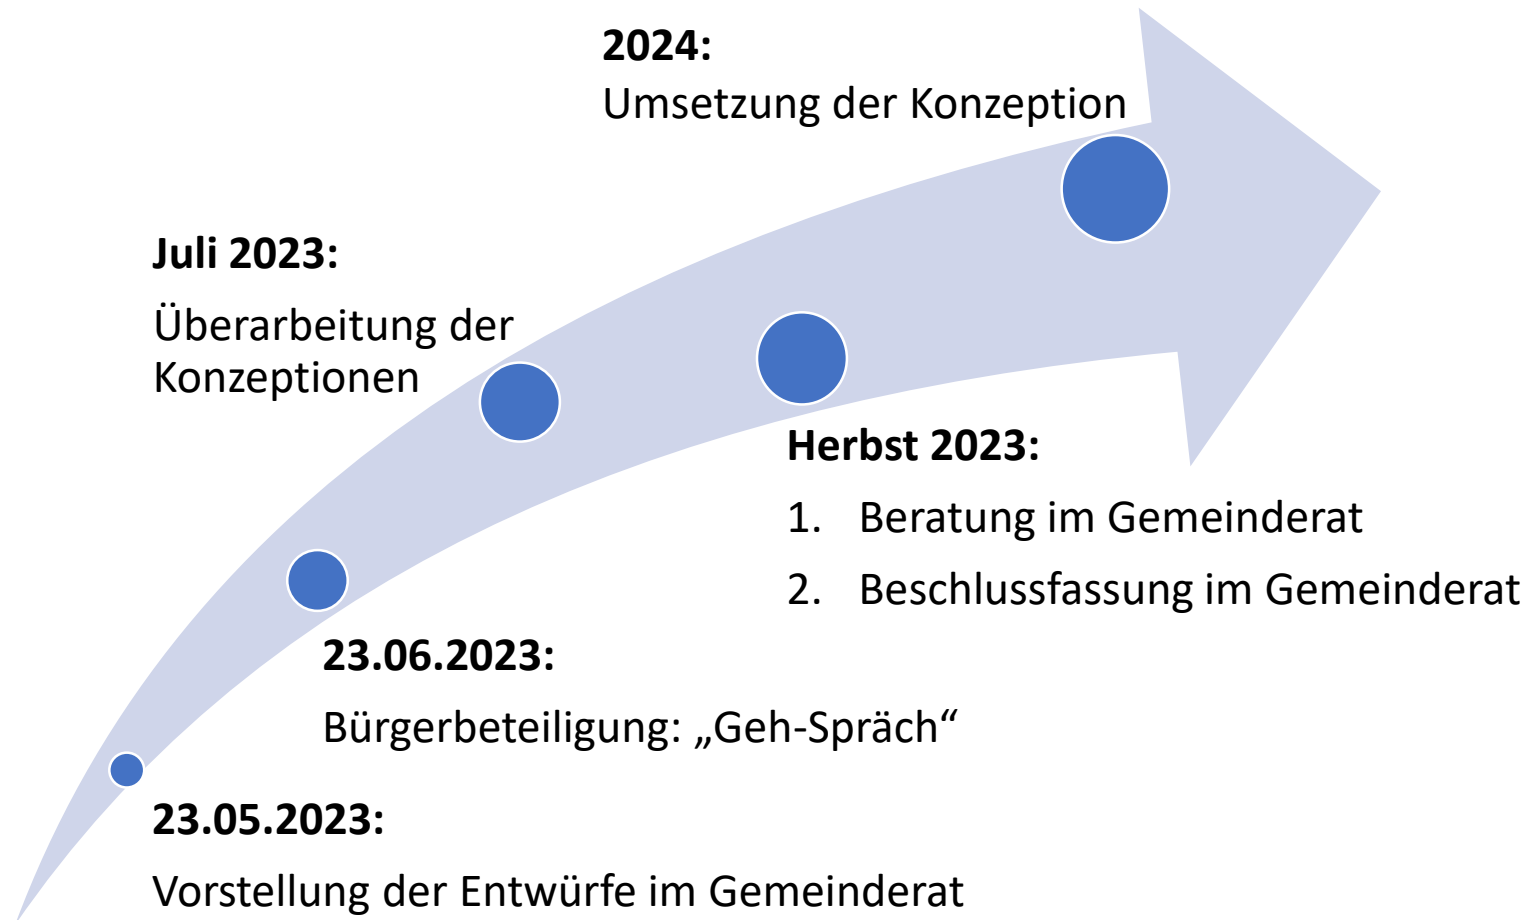 2024:
Umsetzung der Konzeption
Juli 2023:
Überarbeitung der
Konzeptionen
Herbst 2023:
1. Beratung im Gemeinderat
2. Beschlussfassung im Gemeinderat
23.06.2023:
Bürgerbeteiligung: „Geh-Spräch“
23.05.2023:
Vorstellung der Entwürfe im Gemeinderat